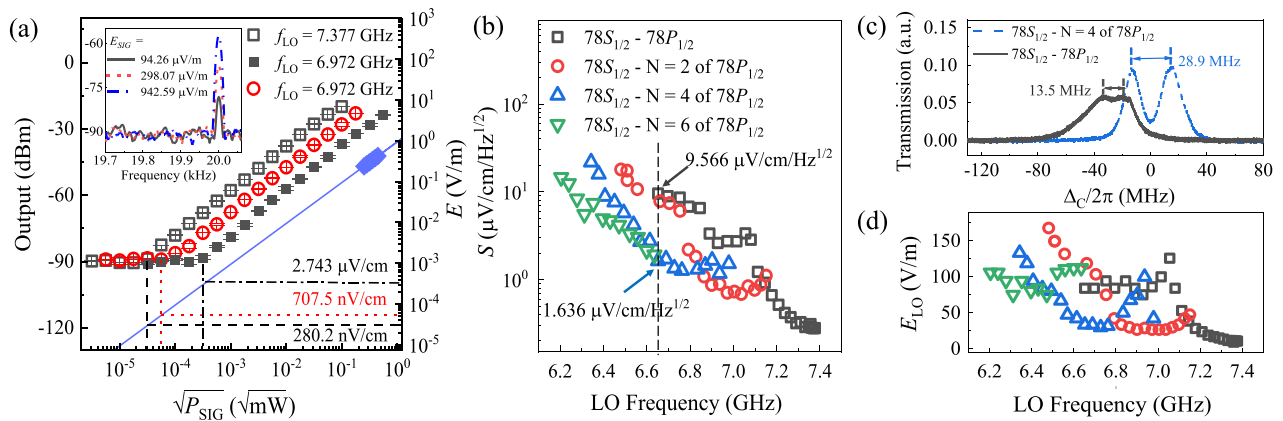 (a)
E_SIG =
94.26 μV/m
298.07 μV/m
942.59 μV/m
-60
-75
-90
19.7 19.8 19.9 20.0
Frequency (kHz)
f_LO = 7.377 GHz
f_LO = 6.972 GHz
f_LO = 6.972 GHz
2.743 μV/cm
707.5 nV/cm
280.2 nV/cm
Output (dBm)
0
-30
-60
-90
-120
10^-5 10^-4 10^-3 10^-2 10^-1 10^0
√P_SIG (√mW)
10^3
10^2
10^1
10^0
10^-1
10^-2
10^-3
10^-4
10^-5
E (V/m)
(b)
78S_1/2 - 78P_1/2
78S_1/2 - N = 2 of 78P_1/2
78S_1/2 - N = 4 of 78P_1/2
78S_1/2 - N = 6 of 78P_1/2
9.566 μV/cm/Hz^1/2
1.636 μV/cm/Hz^1/2
S (μV/cm/Hz^1/2)
10^2
10^1
10^0
6.2 6.4 6.6 6.8 7.0 7.2 7.4
LO Frequency (GHz)
(c)
78S_1/2 - N = 4 of 78P_1/2
78S_1/2 - 78P_1/2
28.9 MHz
13.5 MHz
Transmission (a.u.)
0.15
0.10
0.05
0.00
-120 -80 -40 0 40 80
Δ_C/2π (MHz)
(d)
E_LO (V/m)
150
100
50
0
6.2 6.4 6.6 6.8 7.0 7.2 7.4
LO Frequency (GHz)